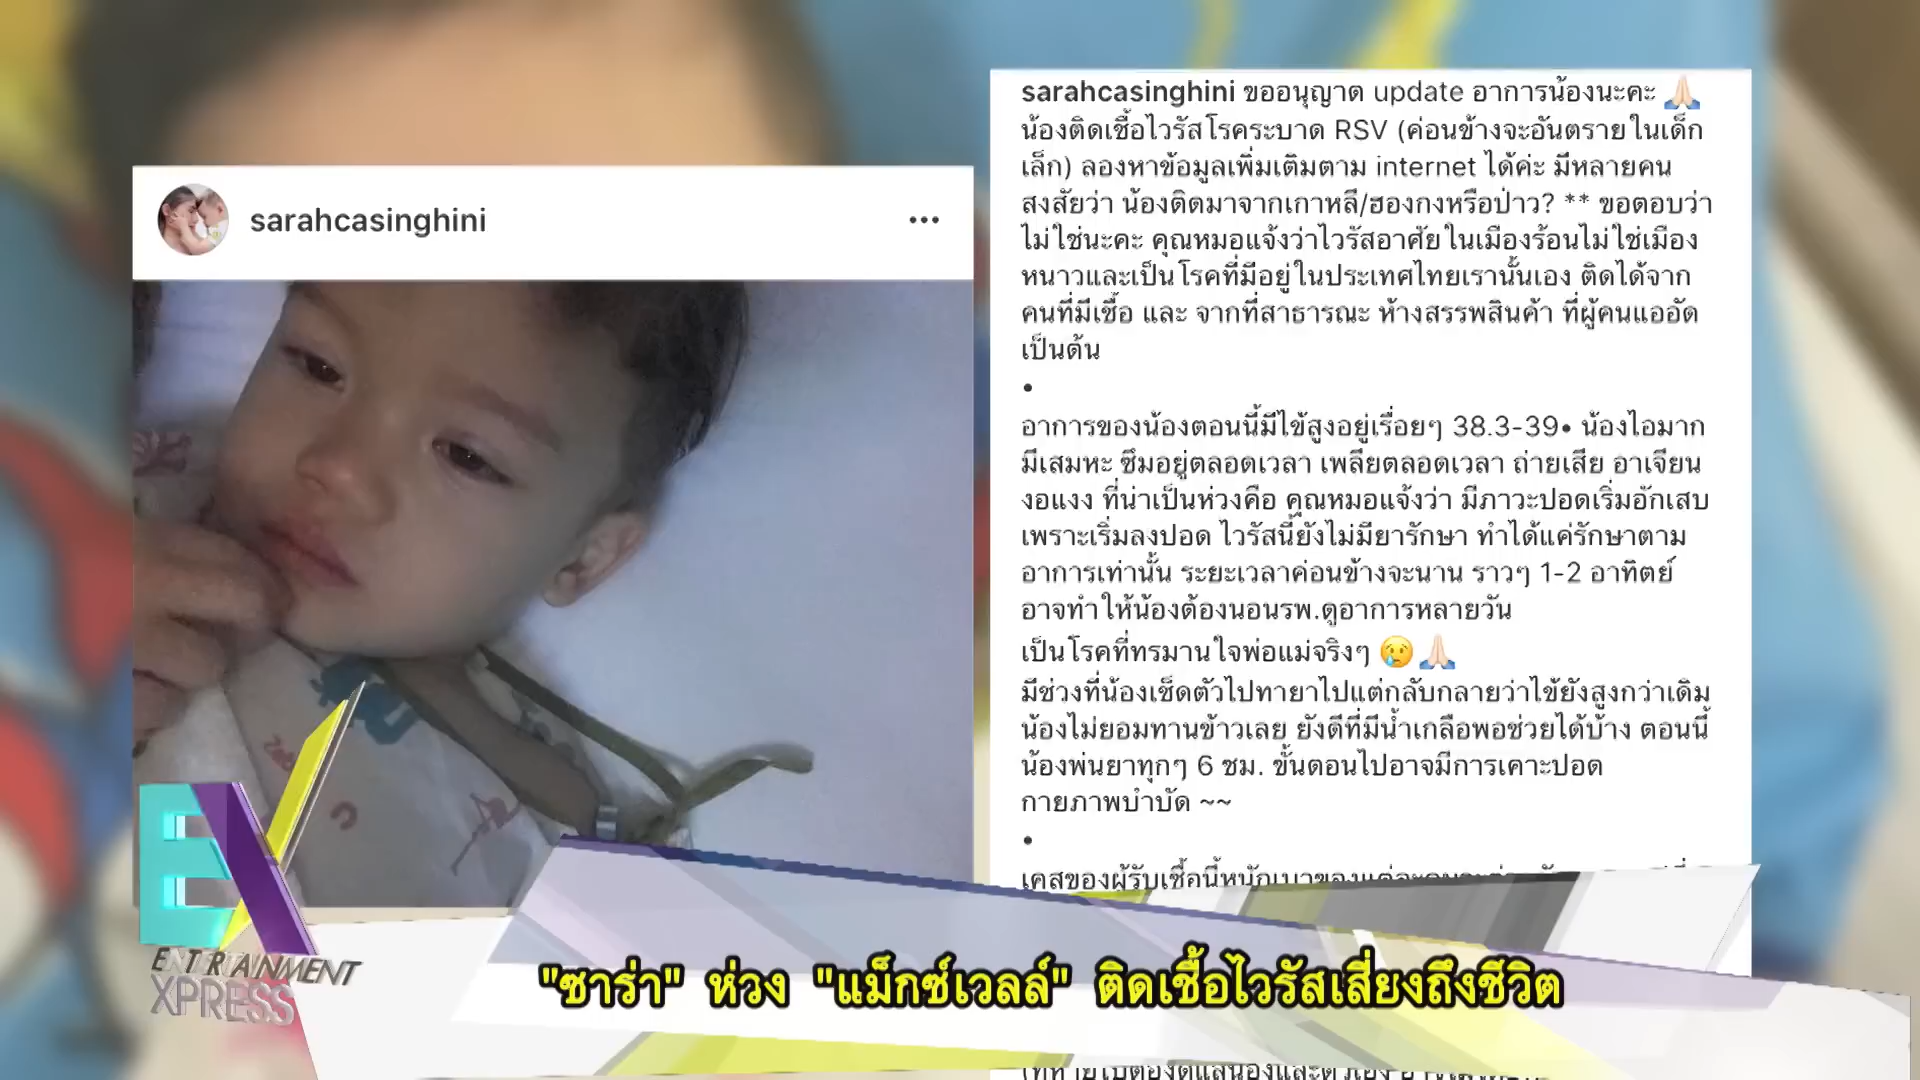 sarahcasinghini
sarahcasinghini ขออนุญาต update อาการน้องนะคะ 🙏🏻
น้องติดเชื้อไวรัสโรคระบาด RSV (ค่อนข้างจะอันตรายในเด็ก
เล็ก) ลองหาข้อมูลเพิ่มเติมตาม internet ได้ค่ะ มีหลายคน
สงสัยว่า น้องติดมาจากเกาหลี/ฮองกงหรือป่าว? ** ขอตอบว่า
ไม่ใช่นะคะ คุณหมอแจ้งว่าไวรัสอาศัยในเมืองร้อนไม่ใช่เมือง
หนาวและเป็นโรคที่มีอยู่ในประเทศไทยเรานั้นเอง ติดได้จาก
คนที่มีเชื้อ และ จากที่สาธารณะ ห้างสรรพสินค้า ที่ผู้คนแออัด
เป็นต้น
•
อาการของน้องตอนนี้มีไข้สูงอยู่เรื่อยๆ 38.3-39• น้องไอมาก
มีเสมหะ ซึมอยู่ตลอดเวลา เพลียตลอดเวลา ถ่ายเสีย อาเจียน
งอแงง ที่น่าเป็นห่วงคือ คุณหมอแจ้งว่า มีภาวะปอดเริ่มอักเสบ
เพราะเริ่มลงปอด ไวรัสนี้ยังไม่มียารักษา ทำได้แค่รักษาตาม
อาการเท่านั้น ระยะเวลาค่อนข้างจะนาน ราวๆ 1-2 อาทิตย์
อาจทำให้น้องต้องนอนรพ.ดูอาการหลายวัน
เป็นโรคที่ทรมานใจพ่อแม่จริงๆ 😢🙏🏻
มีช่วงที่น้องเช็ดตัวไปทายาไปแต่กลับกลายว่าไข้ยังสูงกว่าเดิม
น้องไม่ยอมทานข้าวเลย ยังดีที่มีน้ำเกลือพอช่วยได้บ้าง ตอนนี้
น้องพ่นยาทุกๆ 6 ชม. ขั้นตอนไปอาจมีการเคาะปอด
กายภาพบำบัด ~~
•
เคสของผู้รับเชื้อนี้หนักเบาของแต่ละคน
EX
ENTERTAINMENT
XPRESS
"ซาร่า" ห่วง "แม็กซ์เวลล์" ติดเชื้อไวรัสเสี่ยงถึงชีวิต